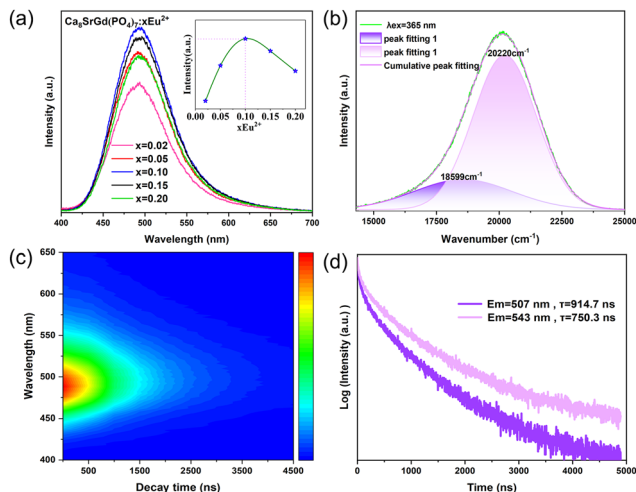 (a)
Ca₈SrGd(PO₄)₇:xEu²⁺
Intensity(a.u.)
0.00 0.05 0.10 0.15 0.20
xEu²⁺
x=0.02
x=0.05
x=0.10
x=0.15
x=0.20
Intensity (a.u.)
400 450 500 550 600 650 700
Wavelength (nm)
(b)
λex=365 nm
peak fitting 1
peak fitting 1
Cumulative peak fitting
20220cm⁻¹
18599cm⁻¹
Intensity (a.u.)
15000 17500 20000 22500 25000
Wavenumber (cm⁻¹)
(c)
650
600
550
500
450
400
Wavelength (nm)
500 1500 2500 3500 4500
Decay time (ns)
(d)
Em=507 nm , τ=914.7 ns
Em=543 nm , τ=750.3 ns
Log (Intensity (a.u.)
0 1000 2000 3000 4000 5000
Time (ns)